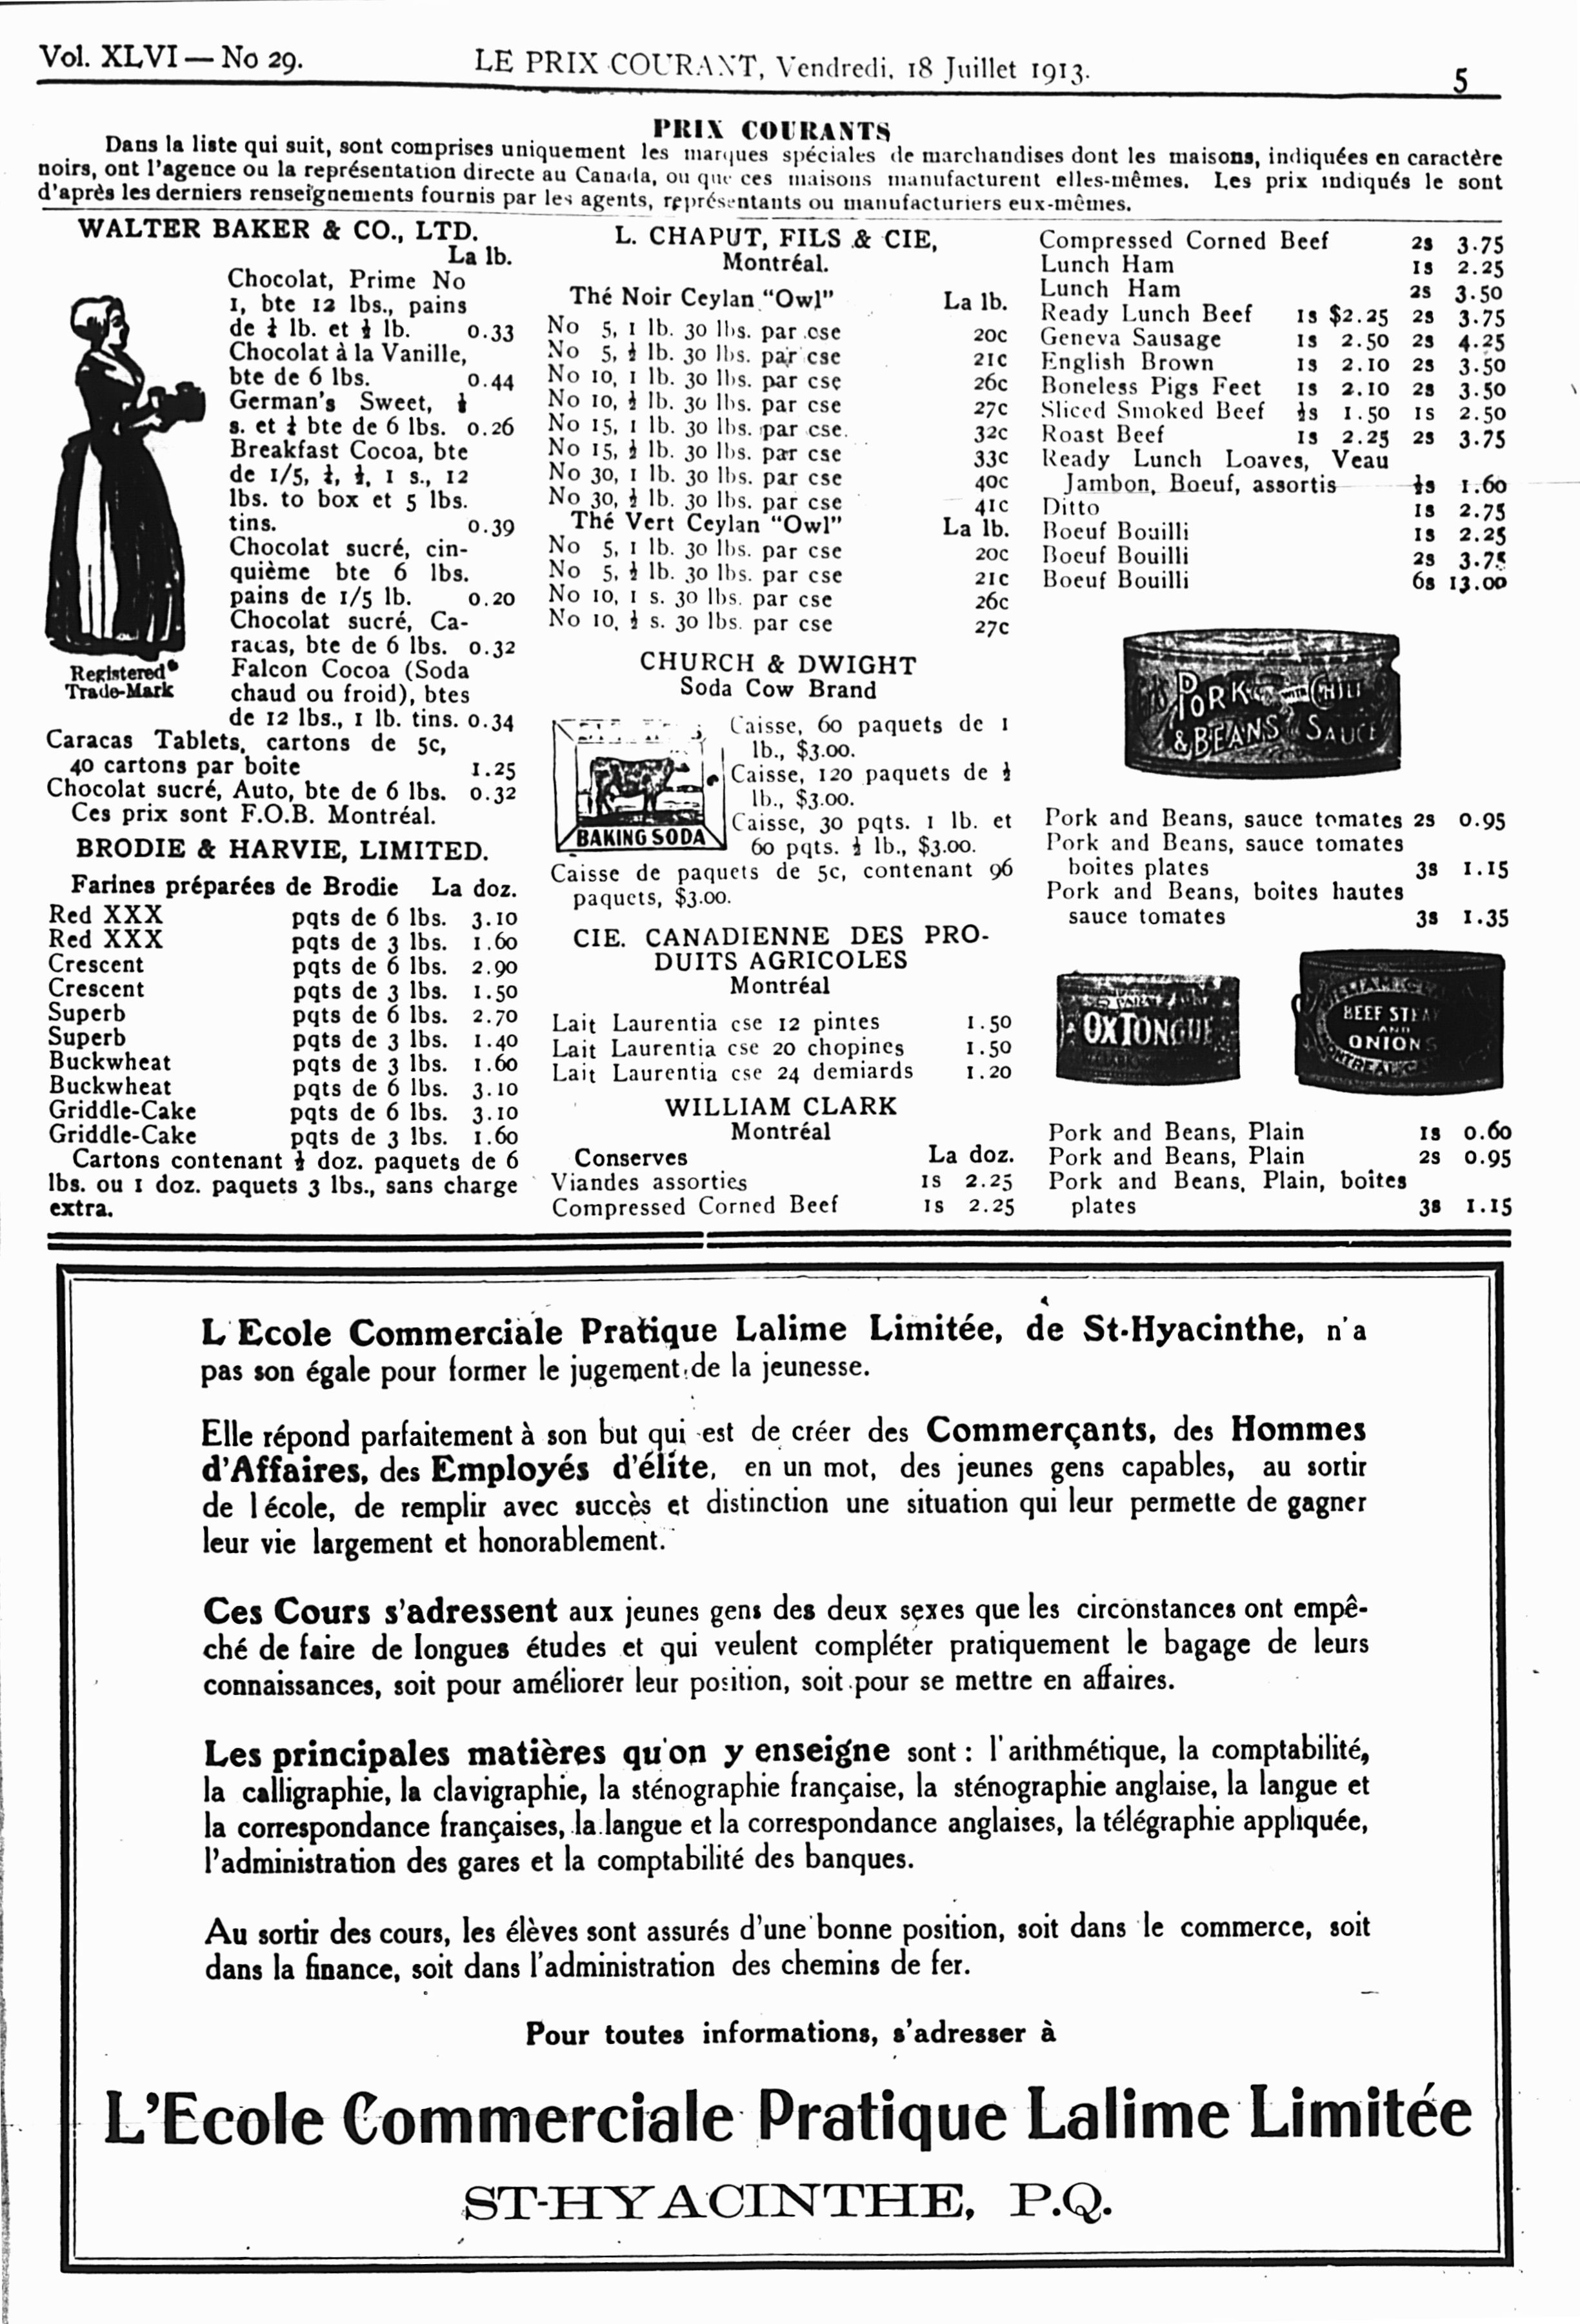 Vol. XLVI — No 29. LE PRIX COURANT, Vendredi, 18 Juillet 1913. 5
PRIX COURANTS
Dans la liste qui suit, sont comprises uniquement les marques spéciales de marchandises dont les maisons, indiquées en caractère
noirs, ont l'agence ou la représentation directe au Canada, ou que ces maisons manufacturent elles-mêmes. Les prix indiqués le sont
d'après les derniers renseignements fournis par les agents, représentants ou manufacturiers eux-mêmes.
WALTER BAKER & CO., LTD.
La lb.
Chocolat, Prime No
1, bte 12 lbs., pains
de ¼ lb. et ½ lb. 0.33
Chocolat à la Vanille,
bte de 6 lbs. 0.44
German's Sweet, ½
s. et ¼ bte de 6 lbs. 0.26
Breakfast Cocoa, bte
de 1/5, ¼, ½, 1 s., 12
lbs. to box et 5 lbs.
tins. 0.39
Chocolat sucré, cin-
quième bte 6 lbs.
pains de 1/5 lb. 0.20
Chocolat sucré, Ca-
racas, bte de 6 lbs. 0.32
Falcon Cocoa (Soda
chaud ou froid), btes
de 12 lbs., 1 lb. tins. 0.34
Registered
Trade-Mark
Caracas Tablets, cartons de 5c,
40 cartons par boite 1.25
Chocolat sucré, Auto, bte de 6 lbs. 0.32
Ces prix sont F.O.B. Montréal.
BRODIE & HARVIE, LIMITED.
Farines préparées de Brodie La doz.
Red XXX pqts de 6 lbs. 3.10
Red XXX pqts de 3 lbs. 1.60
Crescent pqts de 6 lbs. 2.90
Crescent pqts de 3 lbs. 1.50
Superb pqts de 6 lbs. 2.70
Superb pqts de 3 lbs. 1.40
Buckwheat pqts de 3 lbs. 1.60
Buckwheat pqts de 6 lbs. 3.10
Griddle-Cake pqts de 6 lbs. 3.10
Griddle-Cake pqts de 3 lbs. 1.60
Cartons contenant ½ doz. paquets de 6
lbs. ou 1 doz. paquets 3 lbs., sans charge
extra.
L. CHAPUT, FILS & CIE,
Montréal.
Thé Noir Ceylan "Owl" La lb.
No 5, 1 lb. 30 lbs. par cse 20c
No 5, ½ lb. 30 lbs. par cse 21c
No 10, 1 lb. 30 lbs. par cse 26c
No 10, ½ lb. 30 lbs. par cse 27c
No 15, 1 lb. 30 lbs. par cse. 32c
No 15, ½ lb. 30 lbs. par cse 33c
No 30, 1 lb. 30 lbs. par cse 40c
No 30, ½ lb. 30 lbs. par cse 41c
Thé Vert Ceylan "Owl" La lb.
No 5, 1 lb. 30 lbs. par cse 20c
No 5, ½ lb. 30 lbs. par cse 21c
No 10, 1 s. 30 lbs. par cse 26c
No 10, ½ s. 30 lbs. par cse 27c
CHURCH & DWIGHT
Soda Cow Brand
BAKING SODA
Caisse, 60 paquets de 1
lb., $3.00.
Caisse, 120 paquets de ½
lb., $3.00.
Caisse, 30 pqts. 1 lb. et
60 pqts. ½ lb., $3.00.
Caisse de paquets de 5c, contenant 96
paquets, $3.00.
CIE. CANADIENNE DES PRO-
DUITS AGRICOLES
Montréal
Lait Laurentia cse 12 pintes 1.50
Lait Laurentia cse 20 chopines 1.50
Lait Laurentia cse 24 demiards 1.20
WILLIAM CLARK
Montréal
Conserves La doz.
Viandes assorties 1s 2.25
Compressed Corned Beef 1s 2.25
Compressed Corned Beef 2s 3.75
Lunch Ham 1s 2.25
Lunch Ham 2s 3.50
Ready Lunch Beef 1s $2.25 2s 3.75
Geneva Sausage 1s 2.50 2s 4.25
English Brown 1s 2.10 2s 3.50
Boneless Pigs Feet 1s 2.10 2s 3.50
Sliced Smoked Beef ½s 1.50 1s 2.50
Roast Beef 1s 2.25 2s 3.75
Ready Lunch Loaves, Veau
Jambon, Boeuf, assortis ½s 1.60
Ditto 1s 2.75
Boeuf Bouilli 1s 2.25
Boeuf Bouilli 2s 3.75
Boeuf Bouilli 6s 13.00
PORK WITH CHILI
& BEANS SAUCE
Pork and Beans, sauce tomates 2s 0.95
Pork and Beans, sauce tomates
boites plates 3s 1.15
Pork and Beans, boites hautes
sauce tomates 3s 1.35
OX TONGUE
BEEF STEAK
AND
ONIONS
Pork and Beans, Plain 1s 0.60
Pork and Beans, Plain 2s 0.95
Pork and Beans, Plain, boites
plates 3s 1.15
L'Ecole Commerciale Pratique Lalime Limitée, de St-Hyacinthe, n'a
pas son égale pour former le jugement de la jeunesse.
Elle répond parfaitement à son but qui est de créer des Commerçants, des Hommes
d'Affaires, des Employés d'élite, en un mot, des jeunes gens capables, au sortir
de l école, de remplir avec succès et distinction une situation qui leur permette de gagner
leur vie largement et honorablement.
Ces Cours s'adressent aux jeunes gens des deux sexes que les circonstances ont empê-
ché de faire de longues études et qui veulent compléter pratiquement le bagage de leurs
connaissances, soit pour améliorer leur position, soit pour se mettre en affaires.
Les principales matières qu'on y enseigne sont : l'arithmétique, la comptabilité,
la calligraphie, la clavigraphie, la sténographie française, la sténographie anglaise, la langue et
la correspondance françaises, la langue et la correspondance anglaises, la télégraphie appliquée,
l'administration des gares et la comptabilité des banques.
Au sortir des cours, les élèves sont assurés d'une bonne position, soit dans le commerce, soit
dans la finance, soit dans l'administration des chemins de fer.
Pour toutes informations, s'adresser à
L'Ecole Commerciale Pratique Lalime Limitée
ST-HYACINTHE, P.Q.